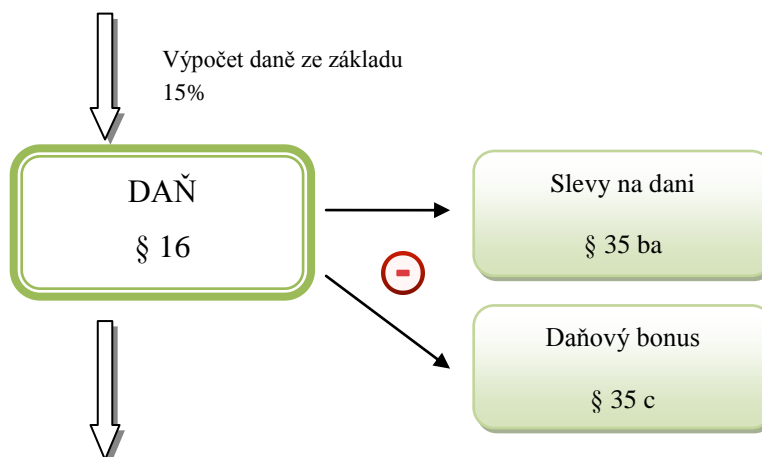 Výpočet daně ze základu
15%
DAŇ
§ 16
Slevy na dani
§ 35 ba
-
Daňový bonus
§ 35 c